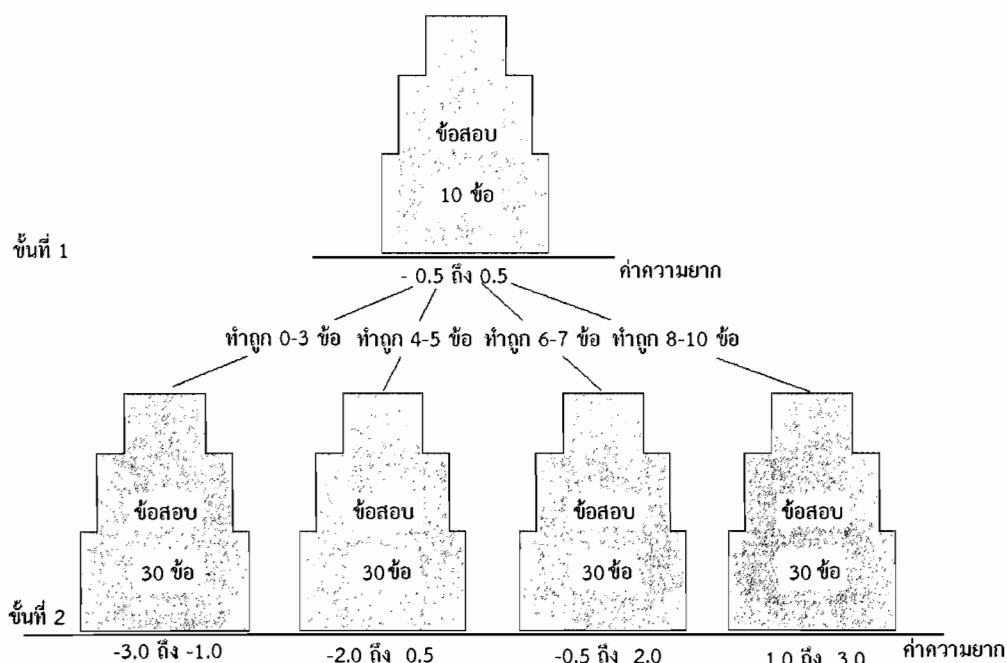 ข้อสอบ
10 ข้อ
ขั้นที่ 1
- 0.5 ถึง 0.5 ค่าความยาก
ทำถูก 0-3 ข้อ ทำถูก 4-5 ข้อ ทำถูก 6-7 ข้อ ทำถูก 8-10 ข้อ
ข้อสอบ ข้อสอบ ข้อสอบ ข้อสอบ
30 ข้อ 30 ข้อ 30 ข้อ 30 ข้อ
ขั้นที่ 2
-3.0 ถึง -1.0 -2.0 ถึง 0.5 -0.5 ถึง 2.0 1.0 ถึง 3.0 ค่าความยาก